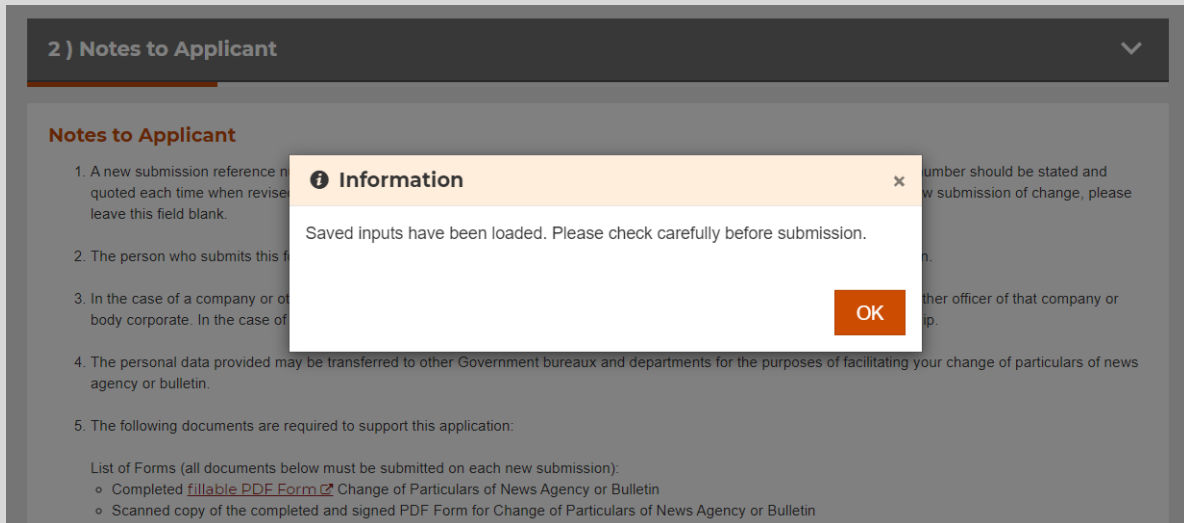 2 ) Notes to Applicant
Notes to Applicant
1. A new submission reference n
umber should be stated and
quoted each time when revise
w submission of change, please
leave this field blank.
Information
×
Saved inputs have been loaded. Please check carefully before submission.
OK
2. The person who submits this f
n.
3. In the case of a company or ot
ther officer of that company or
body corporate. In the case of
ip.
4. The personal data provided may be transferred to other Government bureaux and departments for the purposes of facilitating your change of particulars of news
agency or bulletin.
5. The following documents are required to support this application:
List of Forms (all documents below must be submitted on each new submission):
Completed fillable PDF Form Change of Particulars of News Agency or Bulletin
Scanned copy of the completed and signed PDF Form for Change of Particulars of News Agency or Bulletin